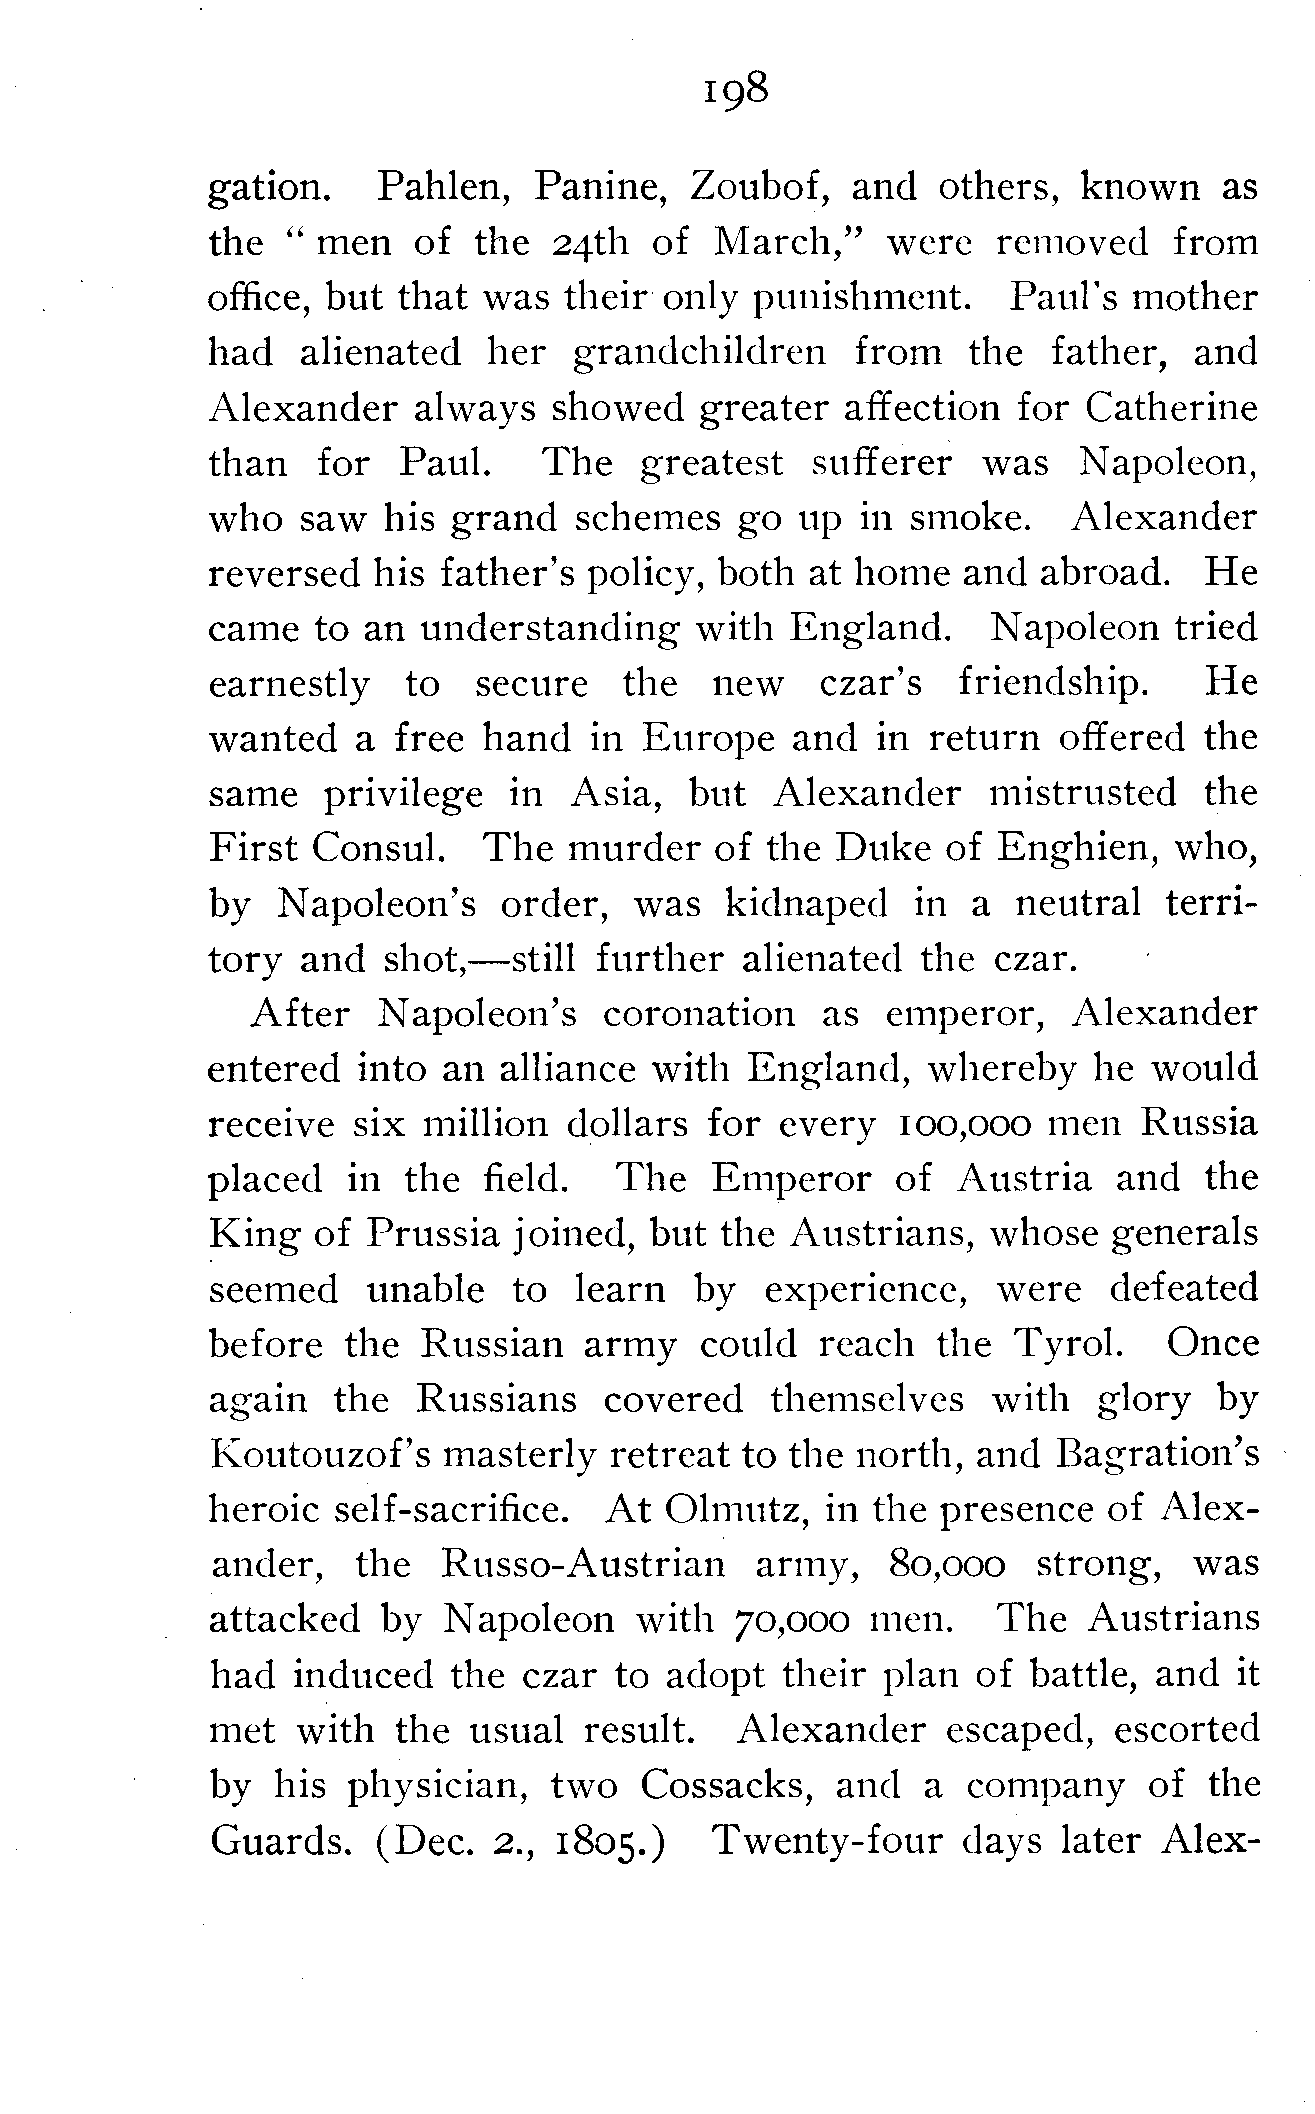 198
gation. Pahlen, Panine, Zoubof, and others, known as
the “ men of the 24th of March,” were removed from
office, but that was their only punishment. Paul's mother
had alienated her grandchildren from the father, and
Alexander always showed greater affection for Catherine
than for Paul. The greatest sufferer was Napoleon,
who saw his grand schemes go up in smoke. Alexander
reversed his father's policy, both at home and abroad. He
came to an understanding with England. Napoleon tried
earnestly to secure the new czar's friendship. He
wanted a free hand in Europe and in return offered the
same privilege in Asia, but Alexander mistrusted the
First Consul. The murder of the Duke of Enghien, who,
by Napoleon's order, was kidnaped in a neutral terri-
tory and shot,—still further alienated the czar.
After Napoleon's coronation as emperor, Alexander
entered into an alliance with England, whereby he would
receive six million dollars for every 100,000 men Russia
placed in the field. The Emperor of Austria and the
King of Prussia joined, but the Austrians, whose generals
seemed unable to learn by experience, were defeated
before the Russian army could reach the Tyrol. Once
again the Russians covered themselves with glory by
Koutouzof's masterly retreat to the north, and Bagration's
heroic self-sacrifice. At Olmutz, in the presence of Alex-
ander, the Russo-Austrian army, 80,000 strong, was
attacked by Napoleon with 70,000 men. The Austrians
had induced the czar to adopt their plan of battle, and it
met with the usual result. Alexander escaped, escorted
by his physician, two Cossacks, and a company of the
Guards. (Dec. 2., 1805.) Twenty-four days later Alex-